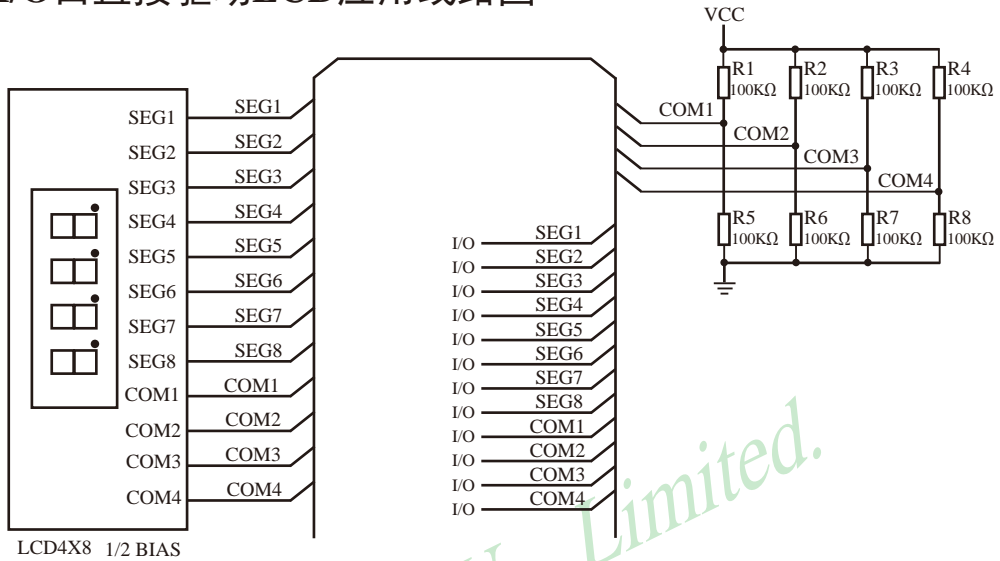 I/O口直接驱动LCD应用线路图
VCC
R1
100KΩ
R2
100KΩ
R3
100KΩ
R4
100KΩ
COM1
COM2
COM3
COM4
R5
100KΩ
R6
100KΩ
R7
100KΩ
R8
100KΩ
SEG1 SEG1
SEG2 SEG2
SEG3 SEG3
SEG4 SEG4
SEG5 SEG5
SEG6 SEG6
SEG7 SEG7
SEG8 SEG8
COM1 COM1
COM2 COM2
COM3 COM3
COM4 COM4
I/O SEG1
I/O SEG2
I/O SEG3
I/O SEG4
I/O SEG5
I/O SEG6
I/O SEG7
I/O SEG8
I/O COM1
I/O COM2
I/O COM3
I/O COM4
LCD4X8 1/2 BIAS
Limited.